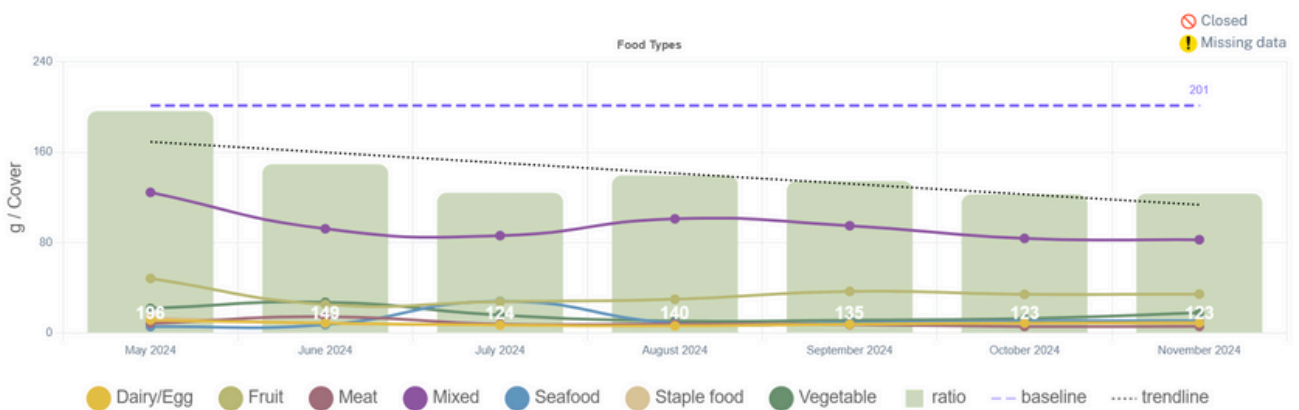 Closed
Missing data
Food Types
240
201
160
g / Cover
80
196 149 124 140 135 123 123
0
May 2024 June 2024 July 2024 August 2024 September 2024 October 2024 November 2024
Dairy/Egg Fruit Meat Mixed Seafood Staple food Vegetable ratio baseline trendline